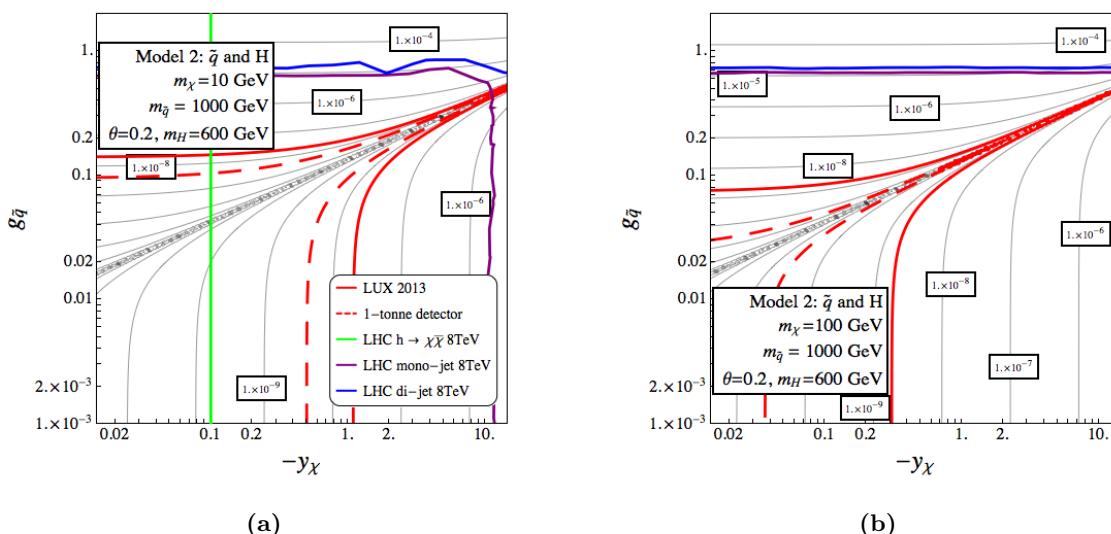 1.
0.2
0.1
0.02
0.01
2.×10⁻³
1.×10⁻³
g_q̃
Model 2: q̃ and H
m_χ=10 GeV
m_q̃ = 1000 GeV
θ=0.2, m_H=600 GeV
1.×10⁻⁴
1.×10⁻⁶
1.×10⁻⁸
1.×10⁻⁶
1.×10⁻⁹
LUX 2013
1-tonne detector
LHC h → χχ̄ 8TeV
LHC mono-jet 8TeV
LHC di-jet 8TeV
0.02
0.1
0.2
1.
2.
10.
-y_χ
(a)
1.
0.2
0.1
0.02
0.01
2.×10⁻³
1.×10⁻³
g_q̃
1.×10⁻⁴
1.×10⁻⁵
1.×10⁻⁶
1.×10⁻⁸
1.×10⁻⁶
1.×10⁻⁸
Model 2: q̃ and H
m_χ=100 GeV
m_q̃ = 1000 GeV
θ=0.2, m_H=600 GeV
1.×10⁻⁷
1.×10⁻⁹
0.02
0.1
0.2
1.
2.
10.
-y_χ
(b)